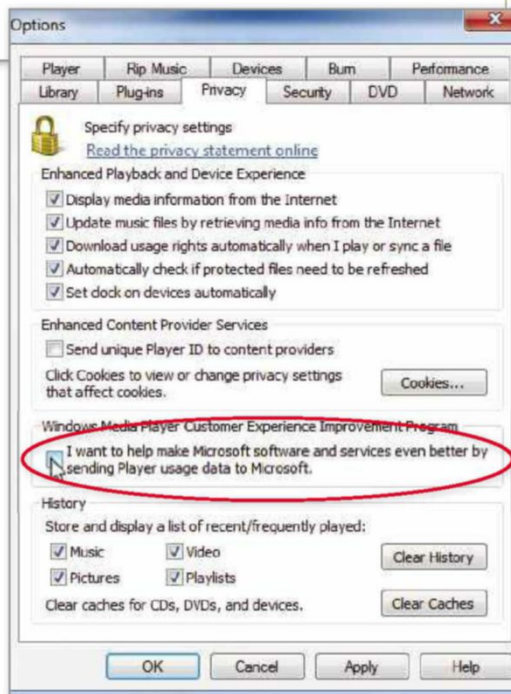 Options
Player Rip Music Devices Burn Performance
Library Plug-ins Privacy Security DVD Network
Specify privacy settings
Read the privacy statement online
Enhanced Playback and Device Experience
Display media information from the Internet
Update music files by retrieving media info from the Internet
Download usage rights automatically when I play or sync a file
Automatically check if protected files need to be refreshed
Set clock on devices automatically
Enhanced Content Provider Services
Send unique Player ID to content providers
Click Cookies to view or change privacy settings
that affect cookies.
Cookies...
Windows Media Player Customer Experience Improvement Program
I want to help make Microsoft software and services even better by
sending Player usage data to Microsoft.
History
Store and display a list of recent/frequently played:
Music Video
Clear History
Pictures Playlists
Clear caches for CDs, DVDs, and devices. Clear Caches
OK Cancel Apply Help